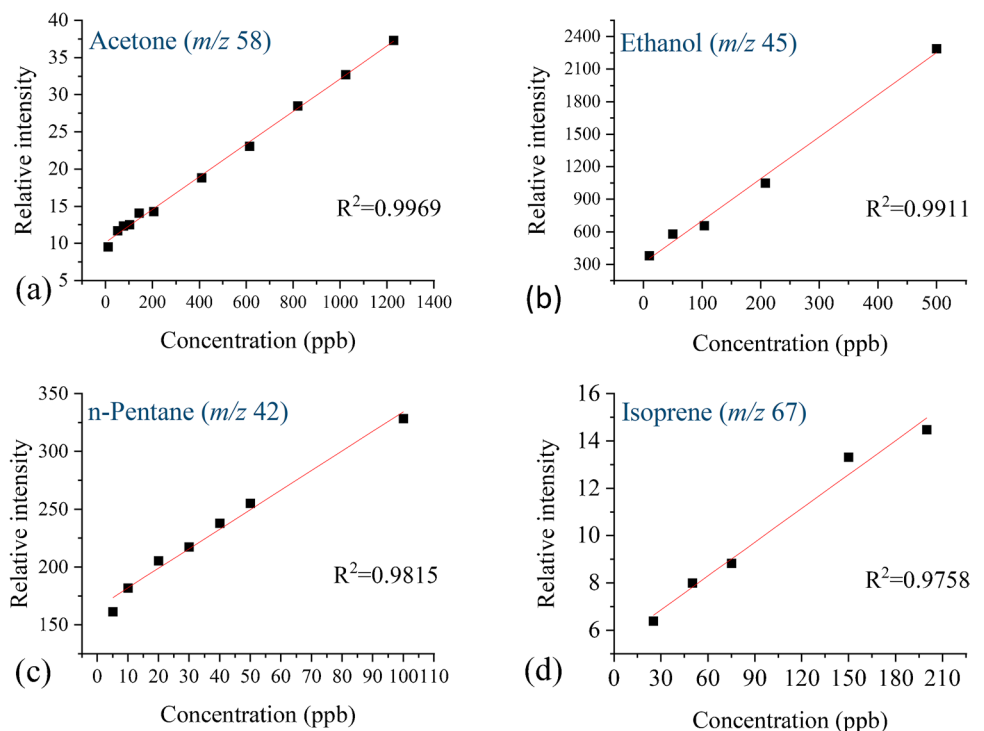 Acetone (m/z 58)
Relative intensity
40
35
30
25
20
15
10
5
R²=0.9969
0 200 400 600 800 1000 1200 1400
Concentration (ppb)
(a)
Ethanol (m/z 45)
Relative intensity
2400
2100
1800
1500
1200
900
600
300
R²=0.9911
0 100 200 300 400 500
Concentration (ppb)
(b)
n-Pentane (m/z 42)
Relative intensity
350
300
250
200
150
R²=0.9815
0 10 20 30 40 50 60 70 80 90 100 110
Concentration (ppb)
(c)
Isoprene (m/z 67)
Relative intensity
16
14
12
10
8
6
R²=0.9758
0 30 60 90 120 150 180 210
Concentration (ppb)
(d)